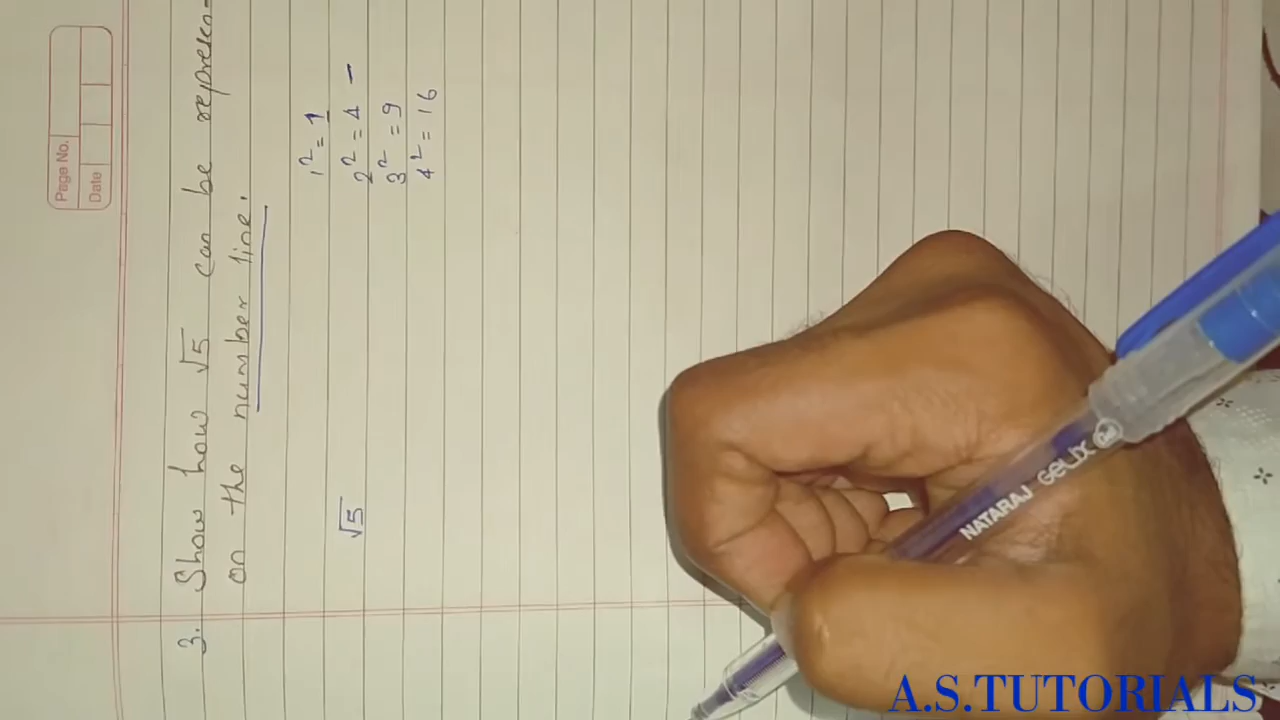 Page No.
Date
3. Show how √5 can be represen-
on the number line.
1² = 1
2² = 4 -
3² = 9
4² = 16
√5
NATARAJ GELIX
A.S.TUTORIALS